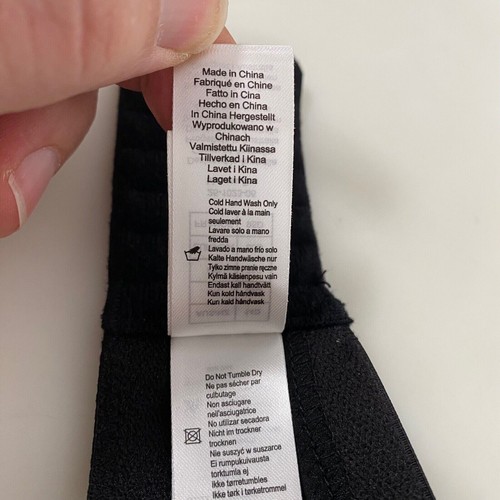 Made in China
Fabriqué en Chine
Fatto in Cina
Hecho en China
In China Hergestellt
Wyprodukowano w
Chinach
Valmistettu Kiinassa
Tillverkad i Kina
Lavet i Kina
Laget i Kina
Cold Hand Wash Only
Cold laver à la main
seulement
Lavare solo a mano
fredda
Lavado a mano frío solo
Kalte Handwäsche nur
Tylko zimne pranie ręczne
Kylmä käsienpesu vain
Endast kall handtvätt
Kun kold håndvask
Kun kald håndvask
Do Not Tumble Dry
Ne pas sécher par
culbutage
Non asciugare
nell'asciugatrice
No utilizar secadora
Nicht im trockner
trocknen
Nie suszyć w suszarce
Ei rumpukuivausta
torktumla ej
Ikke tørretumbles
Ikke tørk i tørketrommel